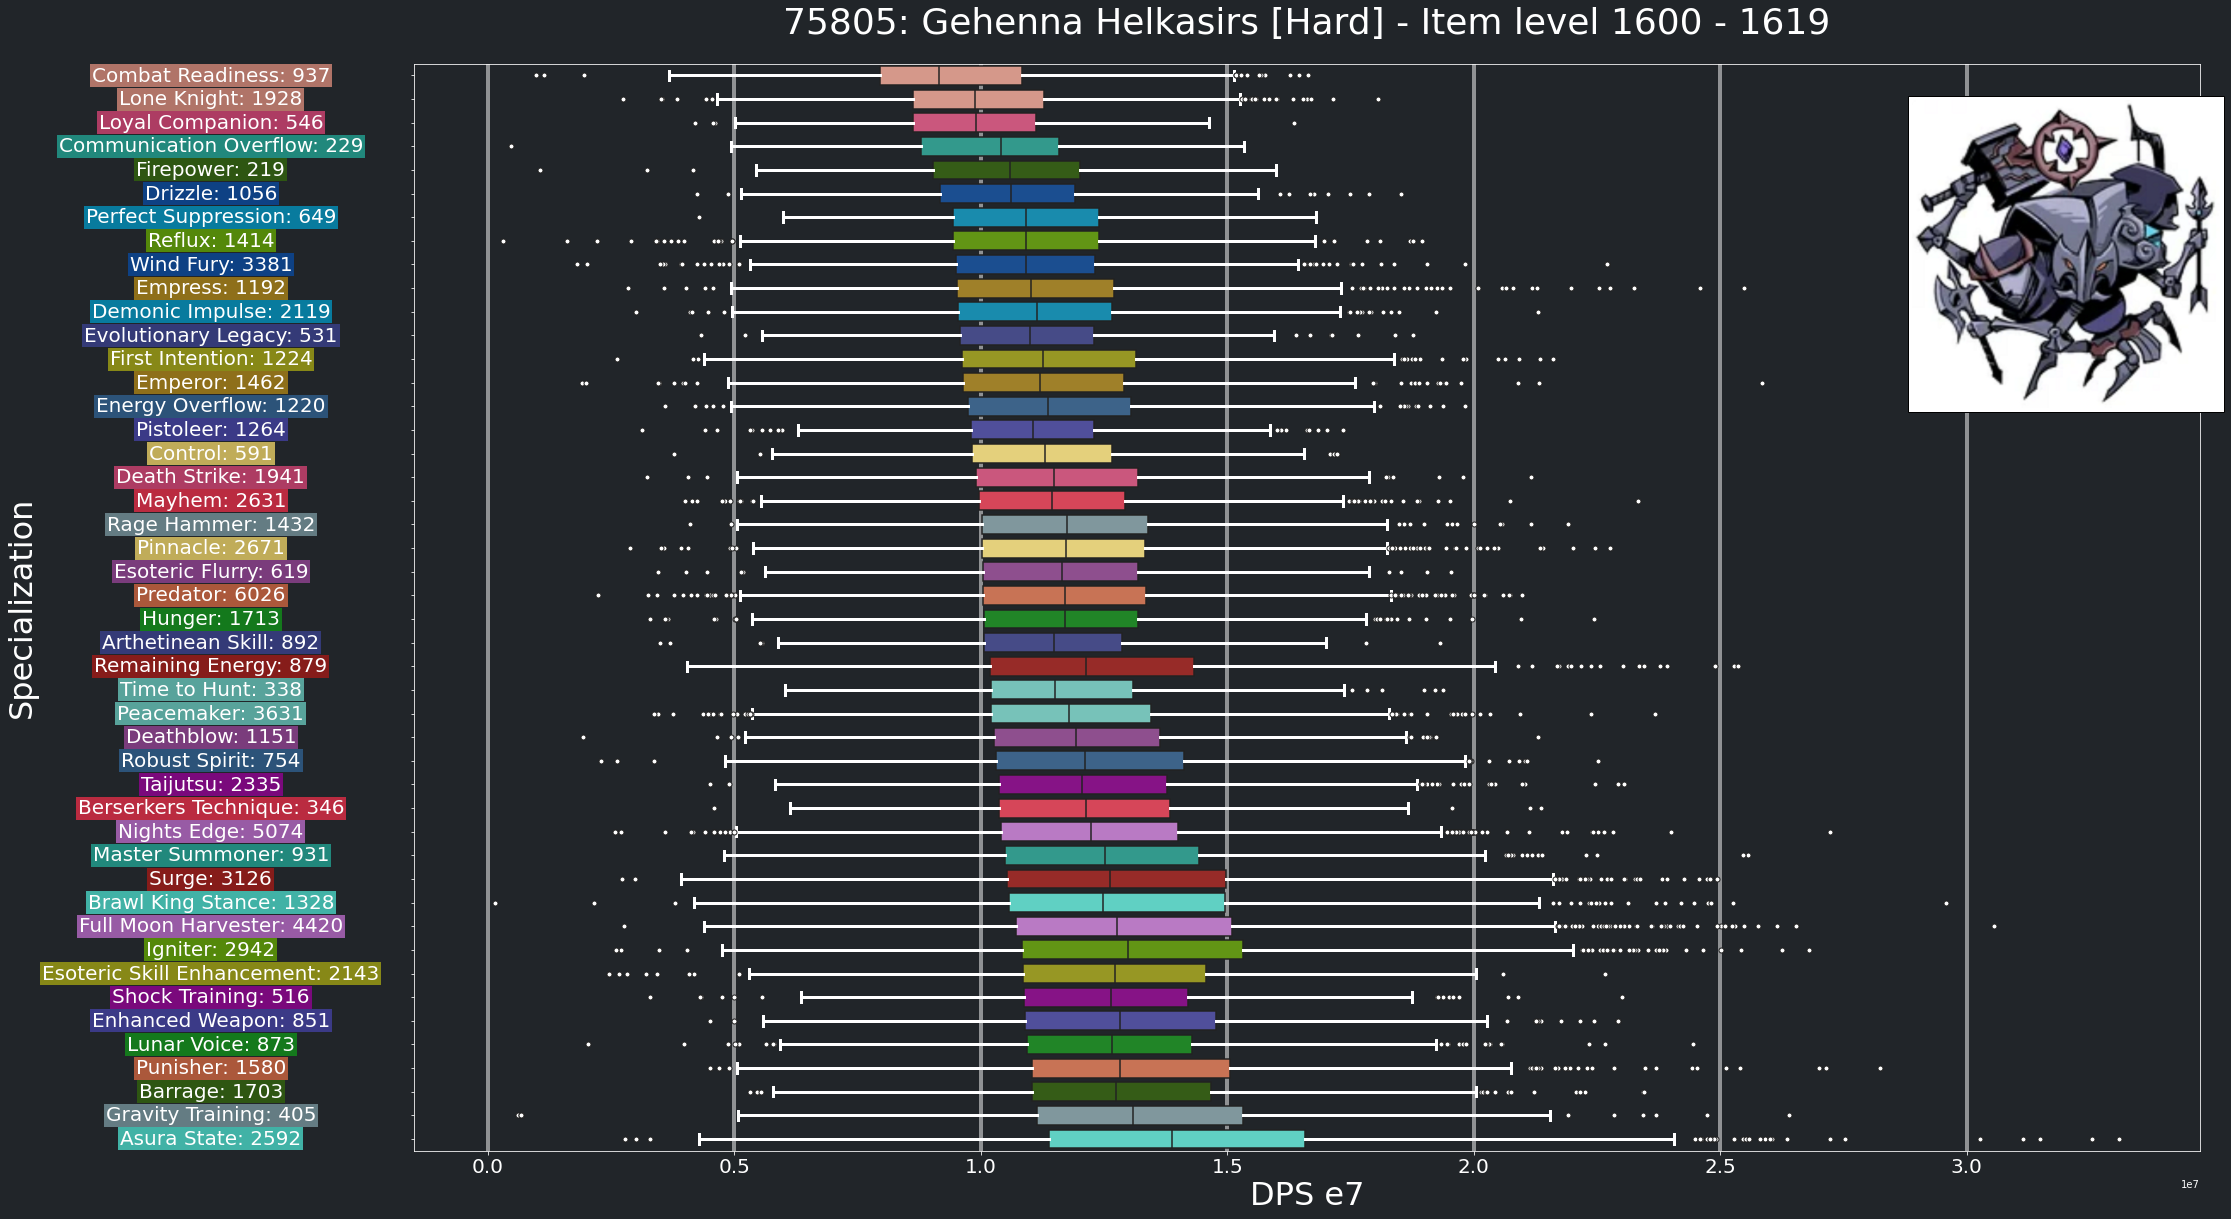 75805: Gehenna Helkasirs [Hard] - Item level 1600 - 1619
Combat Readiness: 937
Lone Knight: 1928
Loyal Companion: 546
Communication Overflow: 229
Firepower: 219
Drizzle: 1056
Perfect Suppression: 649
Reflux: 1414
Wind Fury: 3381
Empress: 1192
Demonic Impulse: 2119
Evolutionary Legacy: 531
First Intention: 1224
Emperor: 1462
Energy Overflow: 1220
Pistoleer: 1264
Control: 591
Death Strike: 1941
Mayhem: 2631
Rage Hammer: 1432
Pinnacle: 2671
Esoteric Flurry: 619
Predator: 6026
Hunger: 1713
Arthetinean Skill: 892
Remaining Energy: 879
Time to Hunt: 338
Peacemaker: 3631
Deathblow: 1151
Robust Spirit: 754
Taijutsu: 2335
Berserkers Technique: 346
Nights Edge: 5074
Master Summoner: 931
Surge: 3126
Brawl King Stance: 1328
Full Moon Harvester: 4420
Igniter: 2942
Esoteric Skill Enhancement: 2143
Shock Training: 516
Enhanced Weapon: 851
Lunar Voice: 873
Punisher: 1580
Barrage: 1703
Gravity Training: 405
Asura State: 2592
Specialization
0.0 0.5 1.0 1.5 2.0 2.5 3.0
DPS e7
1e7